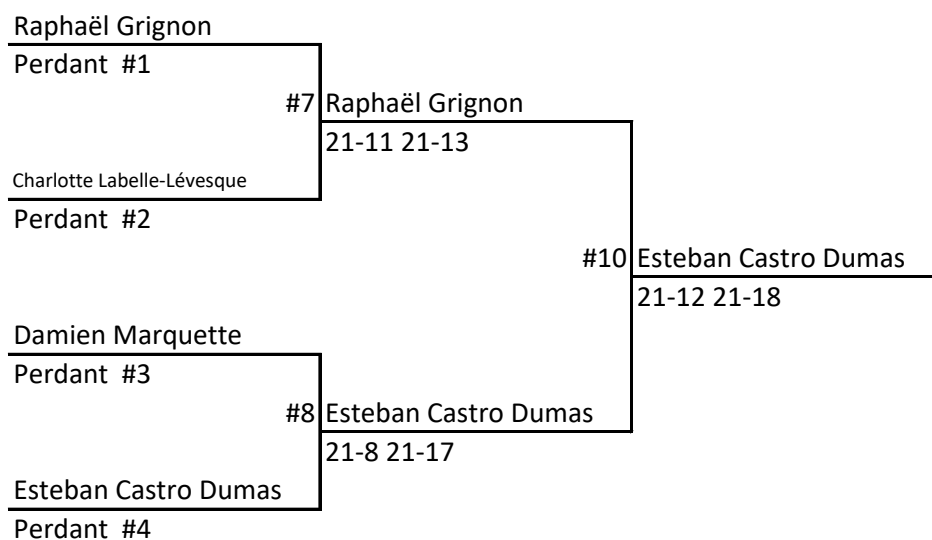 Raphaël Grignon
Perdant #1
#7 Raphaël Grignon
21-11 21-13
Charlotte Labelle-Lévesque
Perdant #2
#10 Esteban Castro Dumas
21-12 21-18
Damien Marquette
Perdant #3
#8 Esteban Castro Dumas
21-8 21-17
Esteban Castro Dumas
Perdant #4